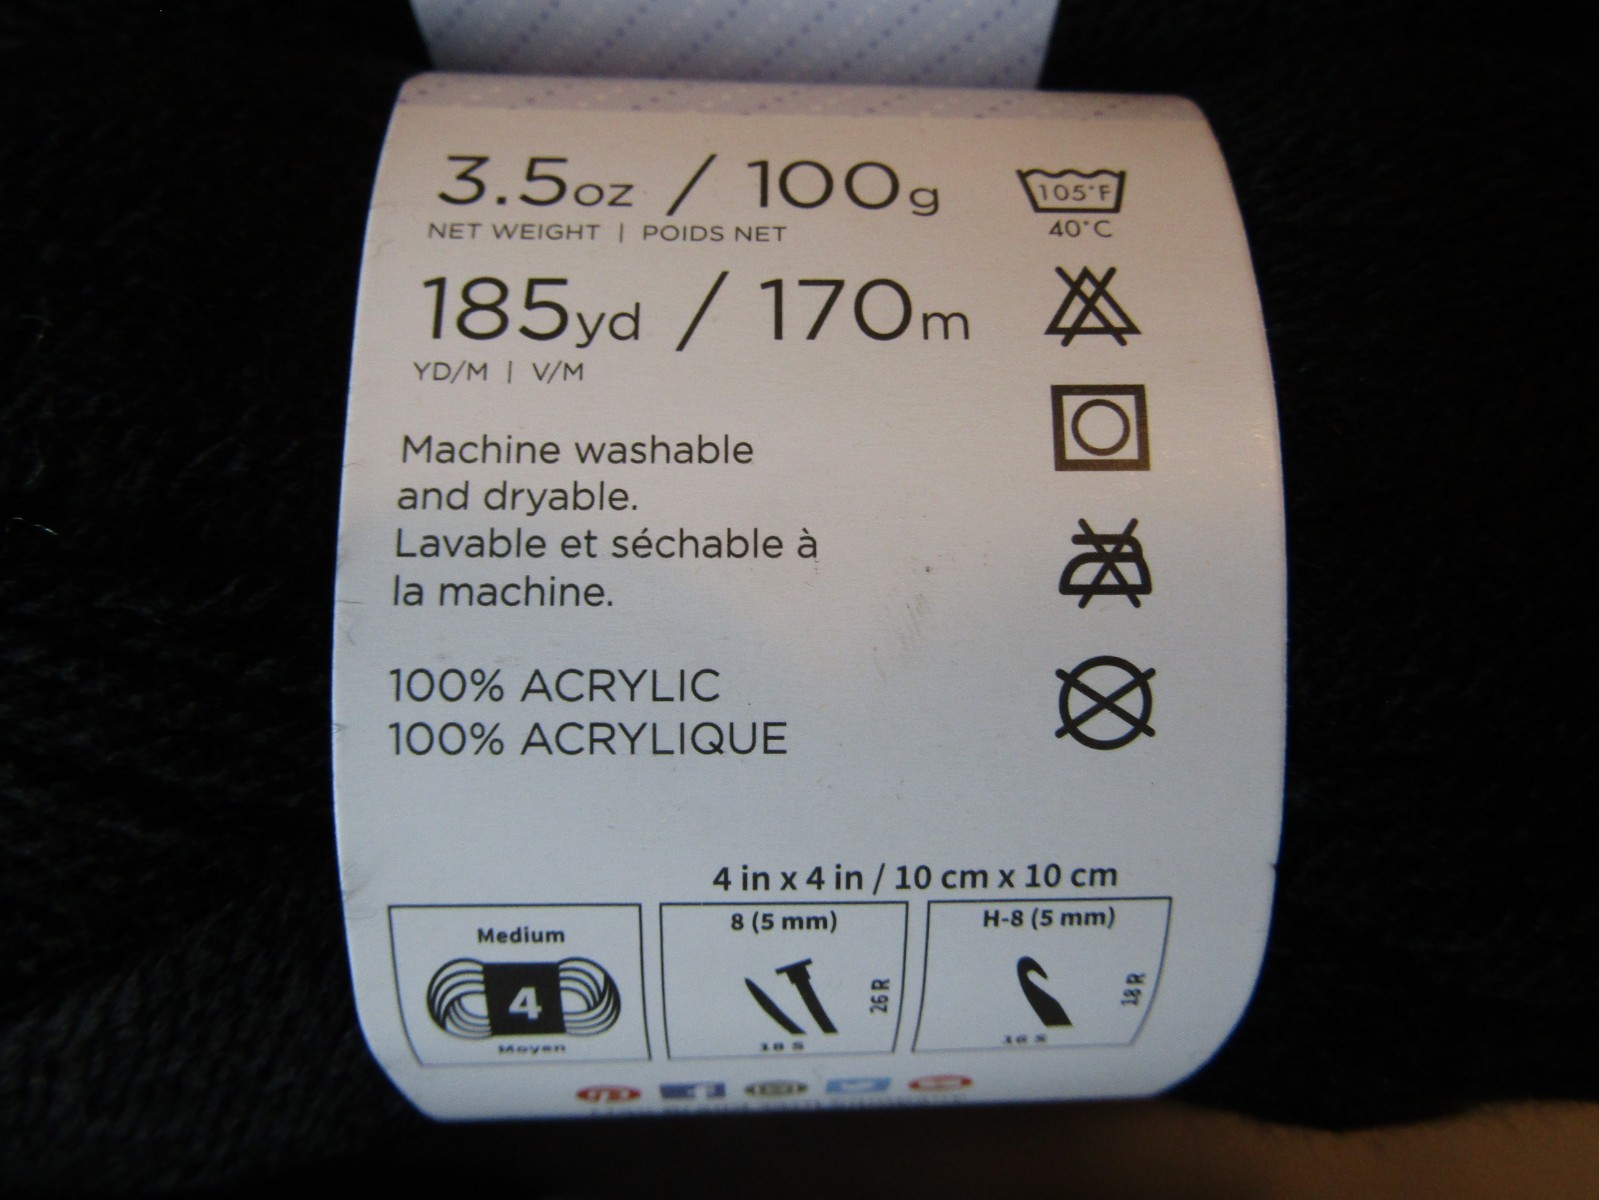 3.5oz / 100g
NET WEIGHT | POIDS NET
105°F
40°C
185yd / 170m
YD/M | V/M
Machine washable
and dryable.
Lavable et séchable à
la machine.
100% ACRYLIC
100% ACRYLIQUE
4 in x 4 in / 10 cm x 10 cm
Medium
4
Moyen
8 (5 mm)
26 R
18 S
H-8 (5 mm)
18 R
16 S